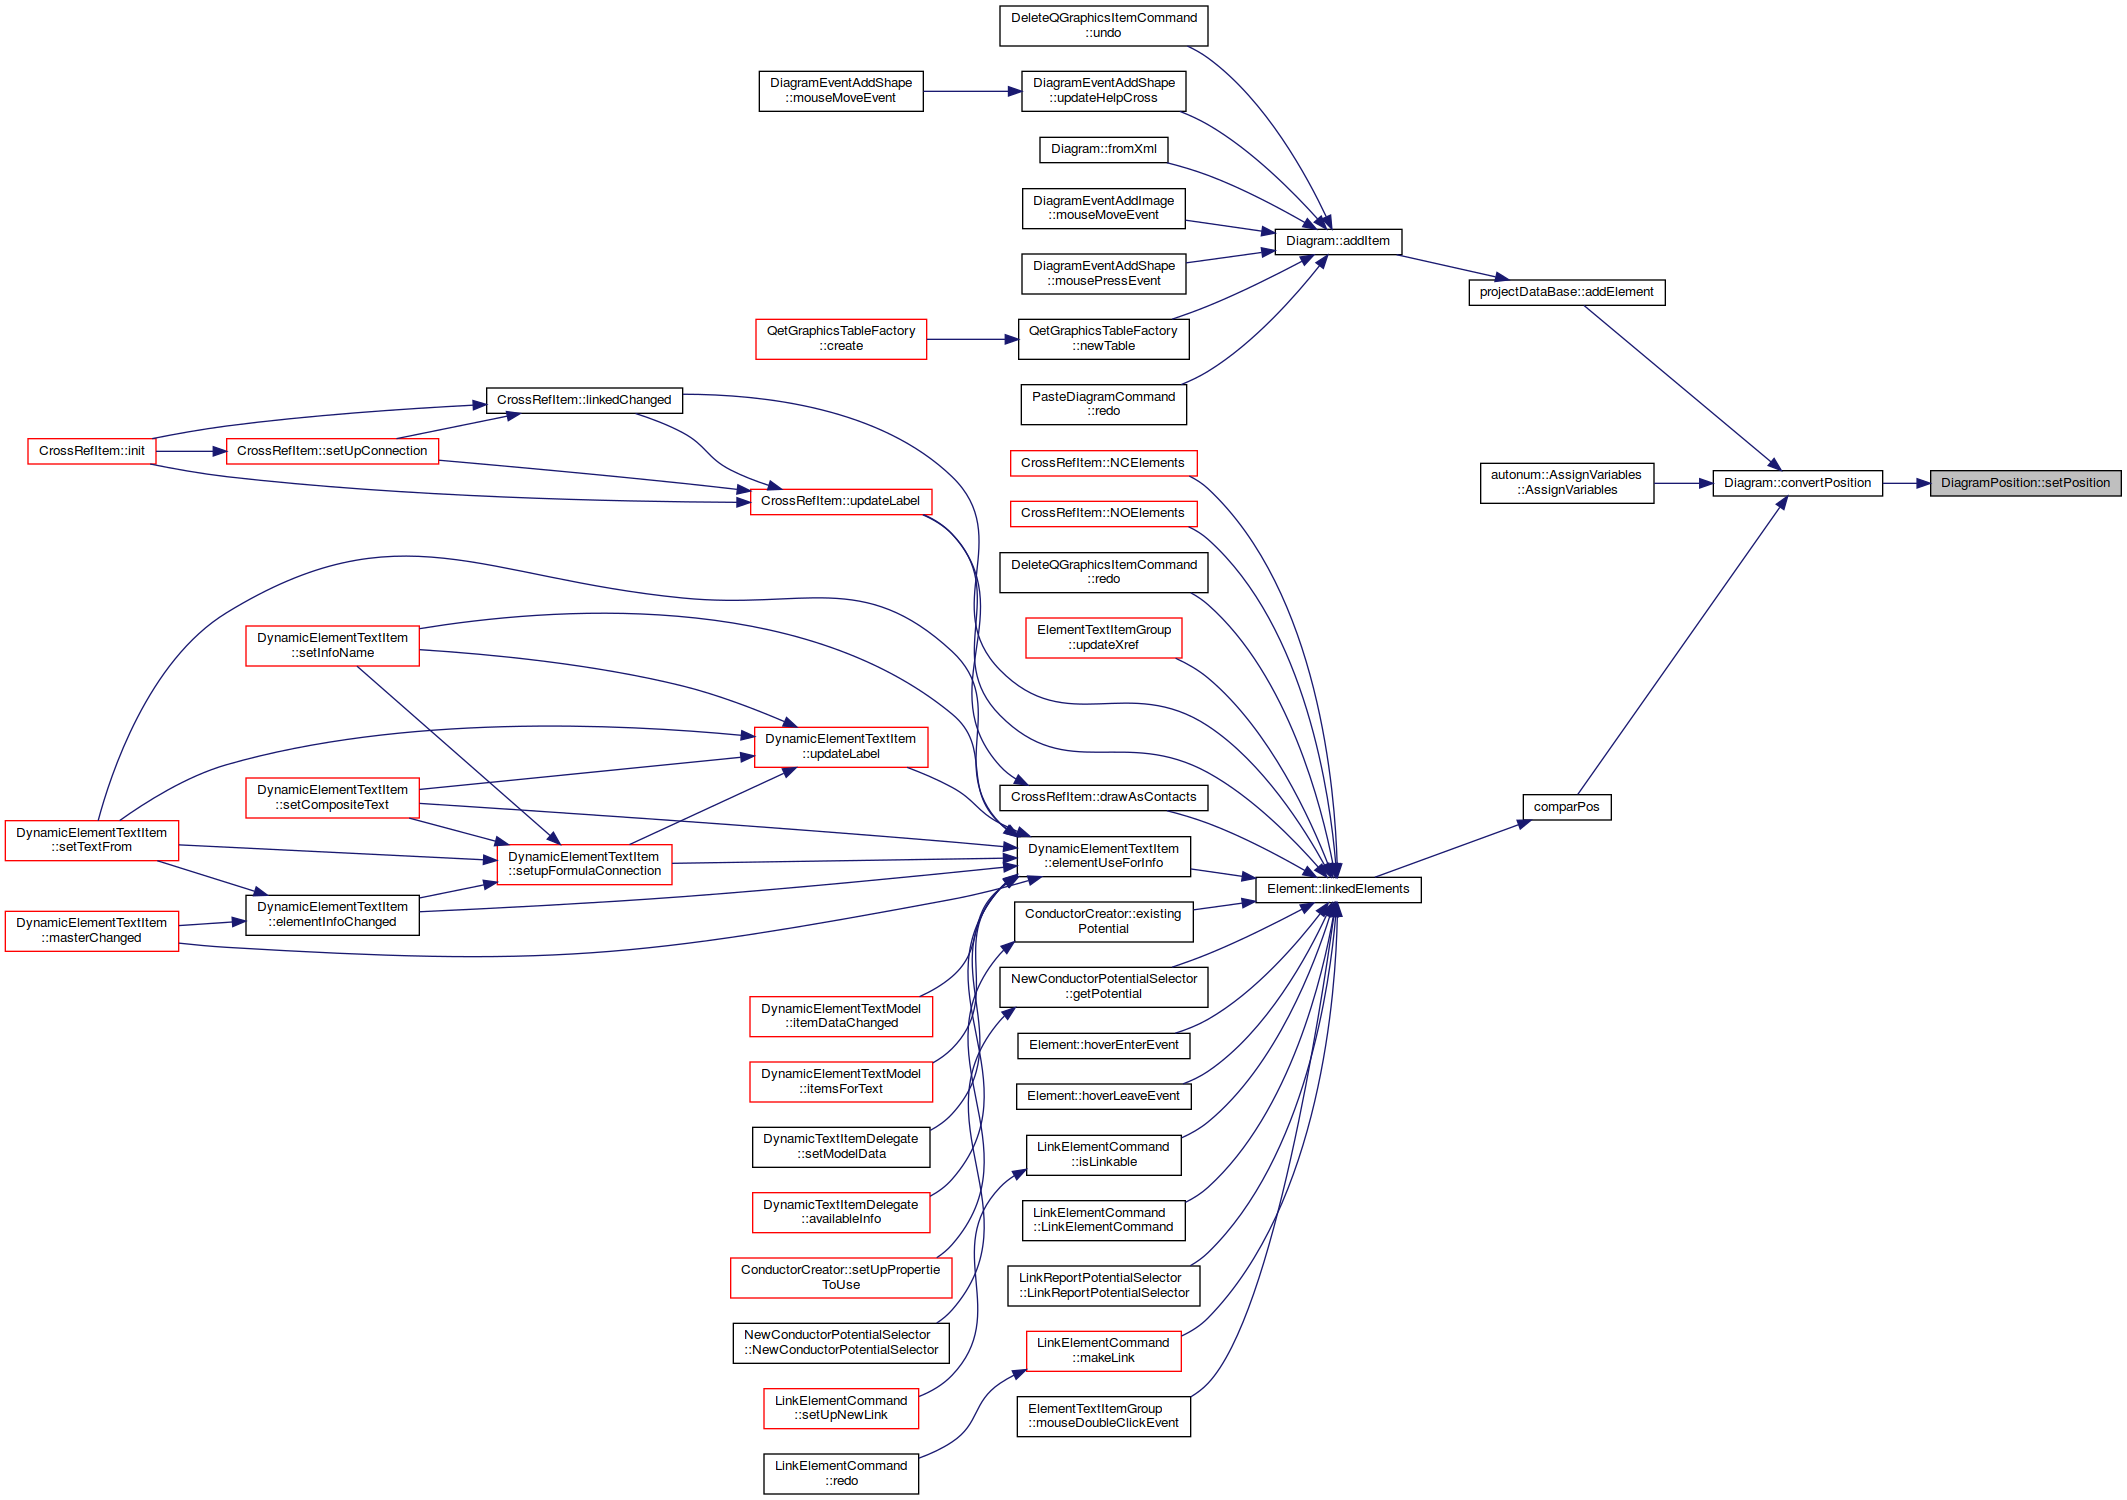 DeleteQGraphicsItemCommand
::undo
DiagramEventAddShape
::mouseMoveEvent
DiagramEventAddShape
::updateHelpCross
Diagram::fromXml
DiagramEventAddImage
::mouseMoveEvent
Diagram::addItem
DiagramEventAddShape
::mousePressEvent
projectDataBase::addElement
QetGraphicsTableFactory
::create
QetGraphicsTableFactory
::newTable
PasteDiagramCommand
::redo
CrossRefItem::linkedChanged
CrossRefItem::init
CrossRefItem::setUpConnection
CrossRefItem::updateLabel
CrossRefItem::NCElements
CrossRefItem::NOElements
autonum::AssignVariables
::AssignVariables
Diagram::convertPosition
DiagramPosition::setPosition
DeleteQGraphicsItemCommand
::redo
ElementTextItemGroup
::updateXref
DynamicElementTextItem
::setInfoName
DynamicElementTextItem
::updateLabel
DynamicElementTextItem
::setCompositeText
CrossRefItem::drawAsContacts
comparPos
DynamicElementTextItem
::setTextFrom
DynamicElementTextItem
::setupFormulaConnection
DynamicElementTextItem
::elementUseForInfo
Element::linkedElements
DynamicElementTextItem
::elementInfoChanged
DynamicElementTextItem
::masterChanged
ConductorCreator::existing
Potential
NewConductorPotentialSelector
::getPotential
DynamicElementTextModel
::itemDataChanged
Element::hoverEnterEvent
DynamicElementTextModel
::itemsForText
Element::hoverLeaveEvent
DynamicTextItemDelegate
::setModelData
LinkElementCommand
::isLinkable
DynamicTextItemDelegate
::availableInfo
LinkElementCommand
::LinkElementCommand
ConductorCreator::setUpPropertie
ToUse
LinkReportPotentialSelector
::LinkReportPotentialSelector
NewConductorPotentialSelector
::NewConductorPotentialSelector
LinkElementCommand
::makeLink
LinkElementCommand
::setUpNewLink
ElementTextItemGroup
::mouseDoubleClickEvent
LinkElementCommand
::redo